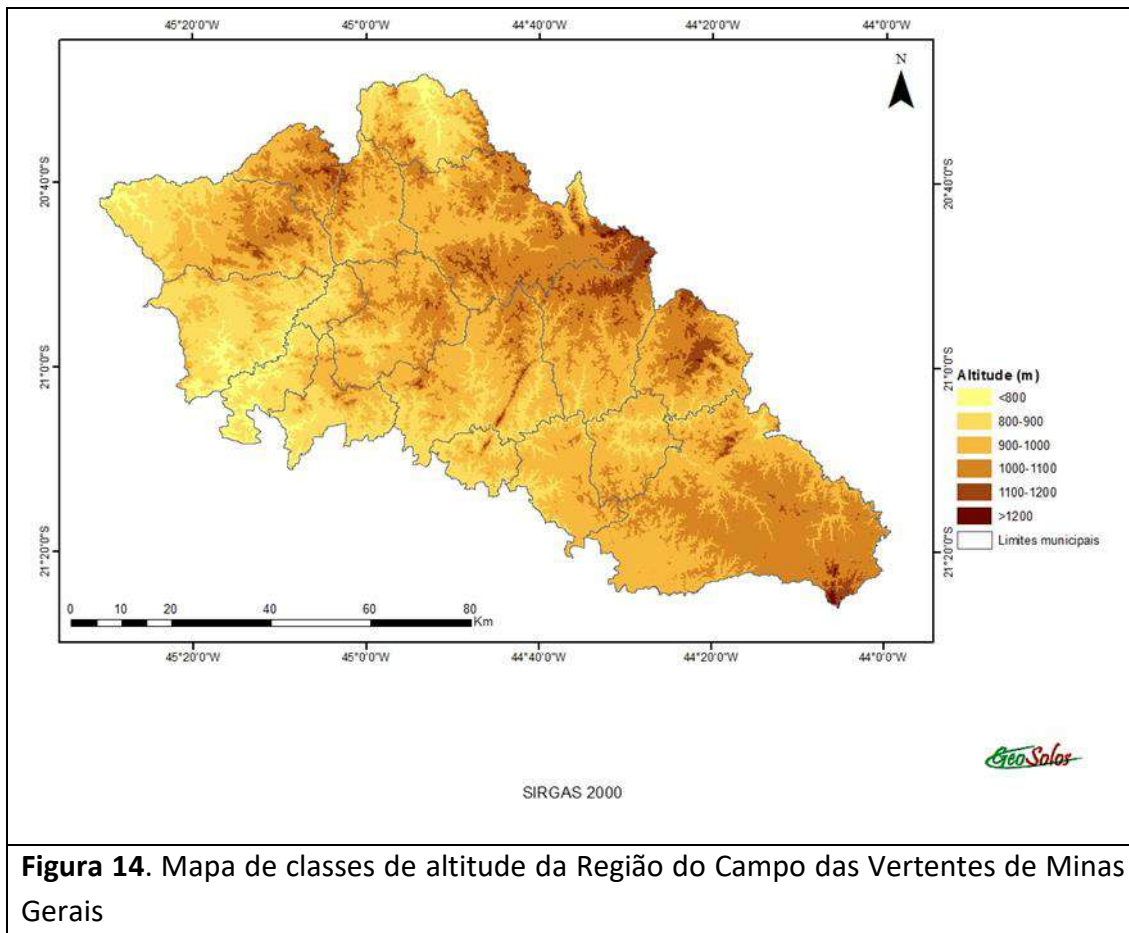 45°20'0"W 45°0'0"W 44°40'0"W 44°20'0"W 44°0'0"W
N
20°40'0"S 20°40'0"S
21°0'0"S 21°0'0"S
Altitude (m)
<800
800-900
900-1000
1000-1100
1100-1200
>1200
Limites municipais
21°20'0"S 21°20'0"S
0 10 20 40 60 80
Km
45°20'0"W 45°0'0"W 44°40'0"W 44°20'0"W 44°0'0"W
GeoSolos
SIRGAS 2000
Figura 14. Mapa de classes de altitude da Região do Campo das Vertentes de Minas
Gerais